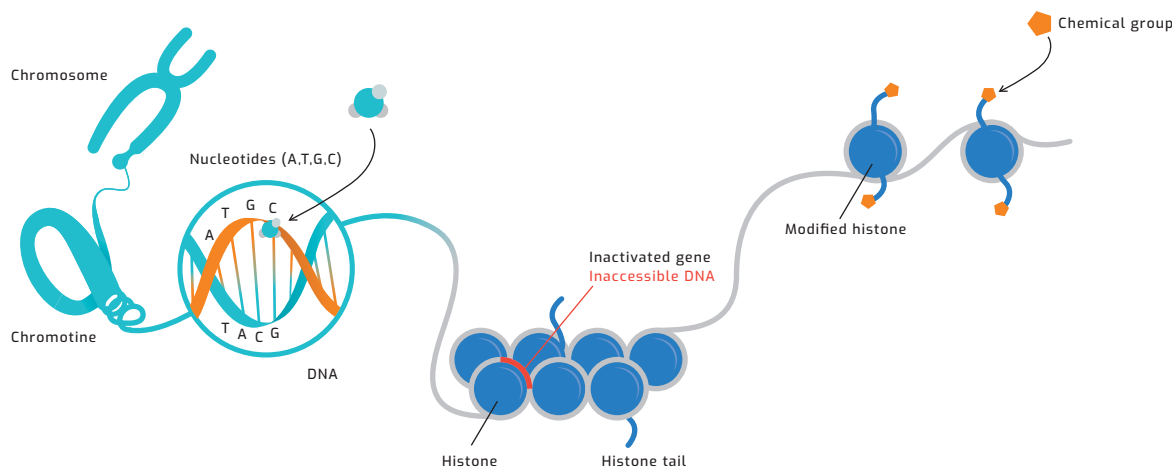 Chemical group
Chromosome
Nucleotides (A,T,G,C)
A
T
G
C
Modified histone
Inactivated gene
Inaccessible DNA
Chromotine
T
A
C
G
DNA
Histone
Histone tail